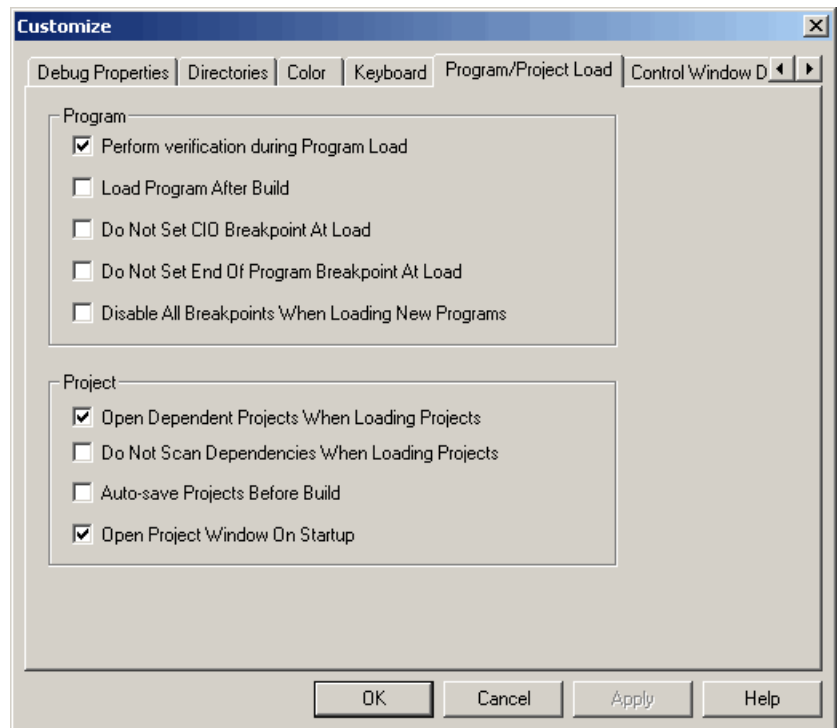 Customize
Debug Properties Directories Color Keyboard Program/Project Load Control Window D
Program
Perform verification during Program Load
Load Program After Build
Do Not Set CIO Breakpoint At Load
Do Not Set End Of Program Breakpoint At Load
Disable All Breakpoints When Loading New Programs
Project
Open Dependent Projects When Loading Projects
Do Not Scan Dependencies When Loading Projects
Auto-save Projects Before Build
Open Project Window On Startup
OK Cancel Apply Help